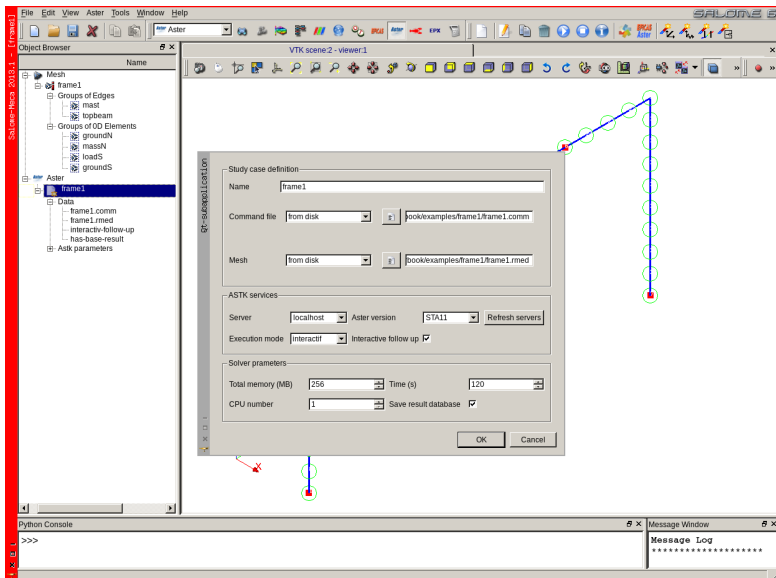 File Edit View Aster Tools Window Help
SALOME 6
Salome-Meca 2013.1 - [frame1]
Aster
EPX
Object Browser
VTK scene:2 - viewer:1
Name
Mesh
frame1
Groups of Edges
mast
topbeam
Groups of 0D Elements
groundN
massN
loadS
groundS
Aster
frame1
Data
frame1.comm
frame1.rmed
interactiv-follow-up
has-base-result
Astk parameters
Qt-subapplication
Study case definition
Name frame1
Command file from disk book/examples/frame1/frame1.comm
Mesh from disk book/examples/frame1/frame1.rmed
ASTK services
Server localhost Aster version STA11 Refresh servers
Execution mode interactif Interactive follow up
Solver prameters
Total memory (MB) 256 Time (s) 120
CPU number 1 Save result database
OK Cancel
X
Python Console
>>>
Message Window
Message Log
********************